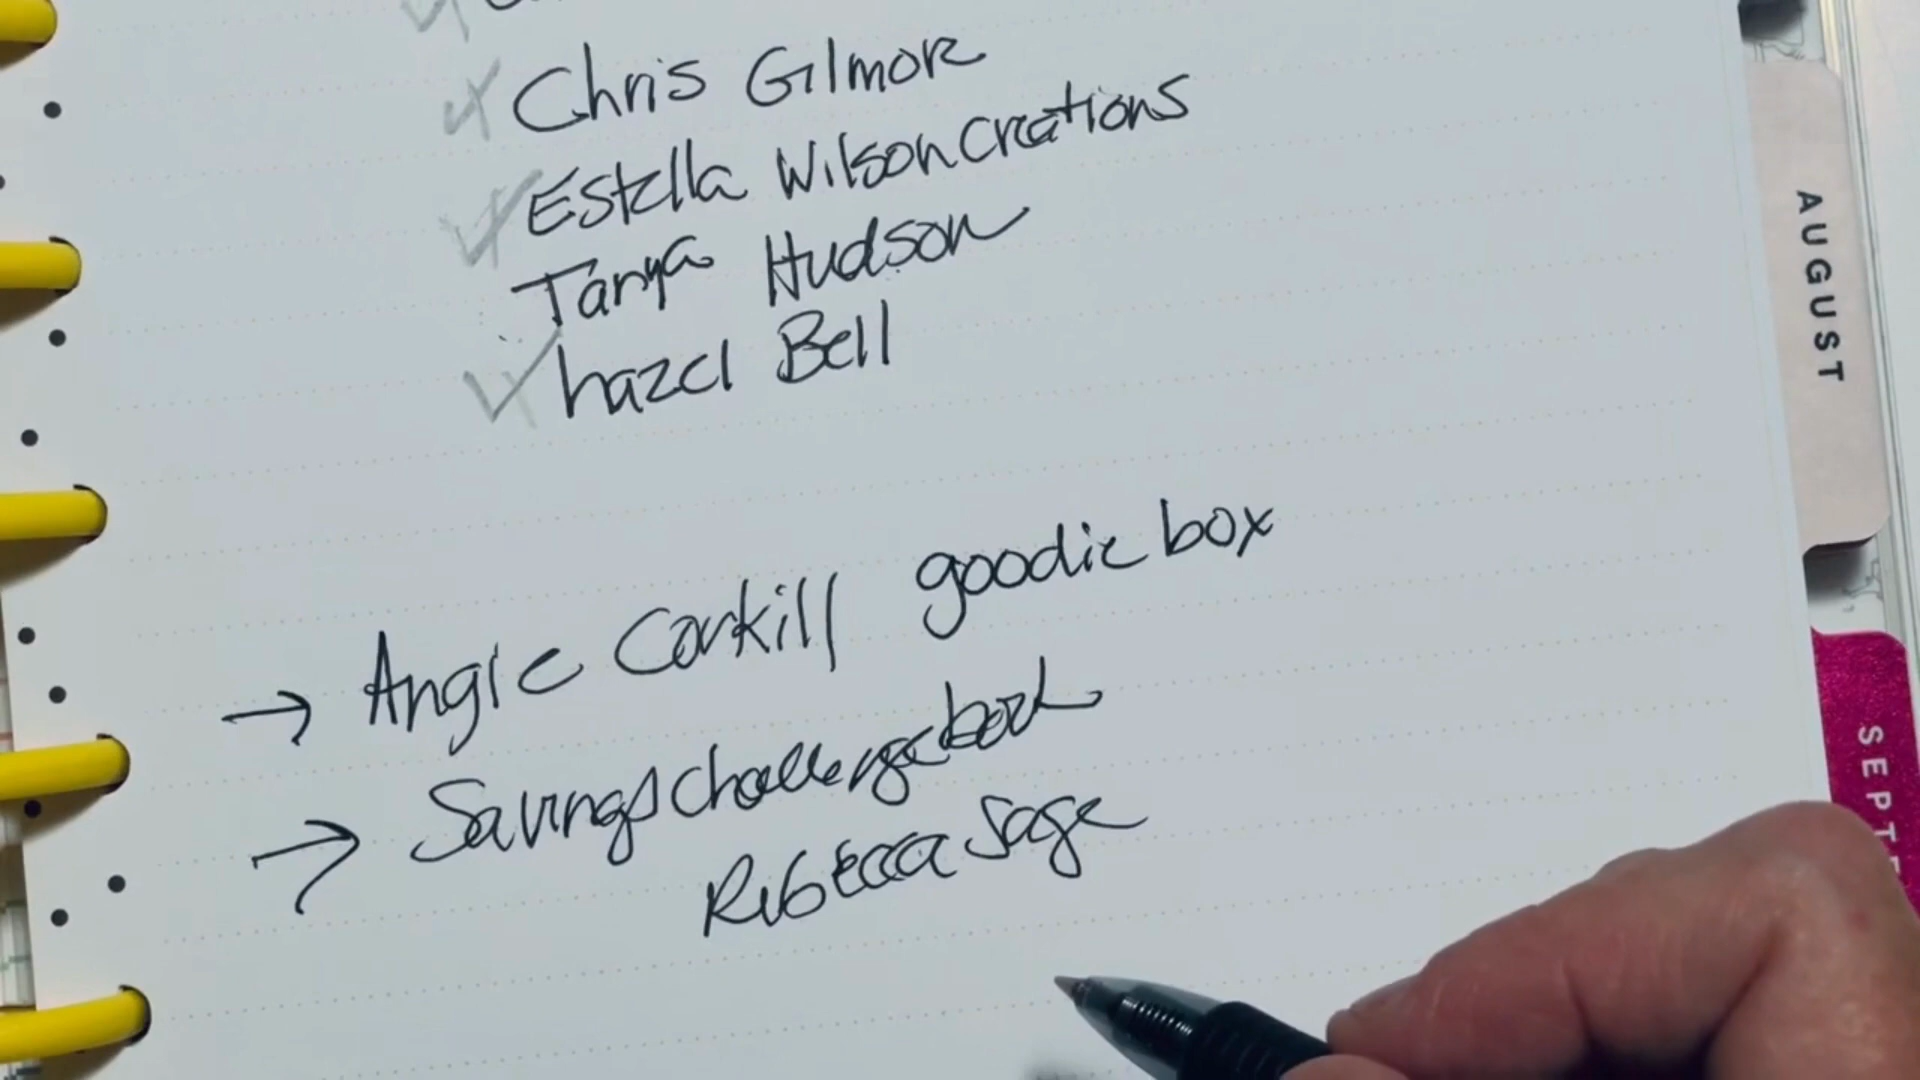 Chris Gilmore
Estella Wilson Creations
Tanya Hudson
hazel Bell
→ Angie Corkill goodie box
→ Savings challenge book
Rebecca Sage
AUGUST
SEPTE